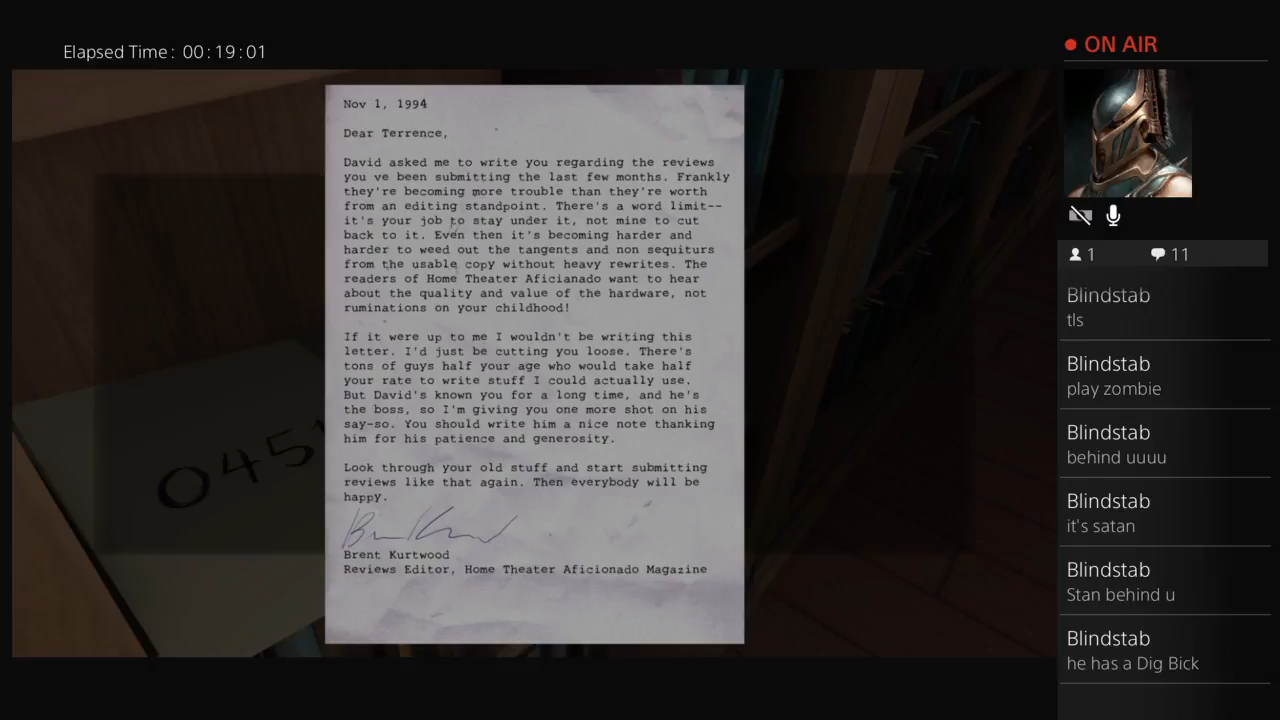 Elapsed Time: 00:19:01
ON AIR
Nov 1, 1994
Dear Terrence,
David asked me to write you regarding the reviews
you ve been submitting the last few months. Frankly
they're becoming more trouble than they're worth
from an editing standpoint. There's a word limit--
it's your job to stay under it, not mine to cut
back to it. Even then it's becoming harder and
harder to weed out the tangents and non sequiturs
from the usable copy without heavy rewrites. The
readers of Home Theater Aficianado want to hear
about the quality and value of the hardware, not
ruminations on your childhood!
If it were up to me I wouldn't be writing this
letter. I'd just be cutting you loose. There's
tons of guys half your age who would take half
your rate to write stuff I could actually use.
But David's known you for a long time, and he's
the boss, so I'm giving you one more shot on his
say-so. You should write him a nice note thanking
him for his patience and generosity.
Look through your old stuff and start submitting
reviews like that again. Then everybody will be
happy.
Brent Kurtwood
Reviews Editor, Home Theater Aficionado Magazine
0451
1
11
Blindstab
tls
Blindstab
play zombie
Blindstab
behind uuuu
Blindstab
it's satan
Blindstab
Stan behind u
Blindstab
he has a Dig Bick